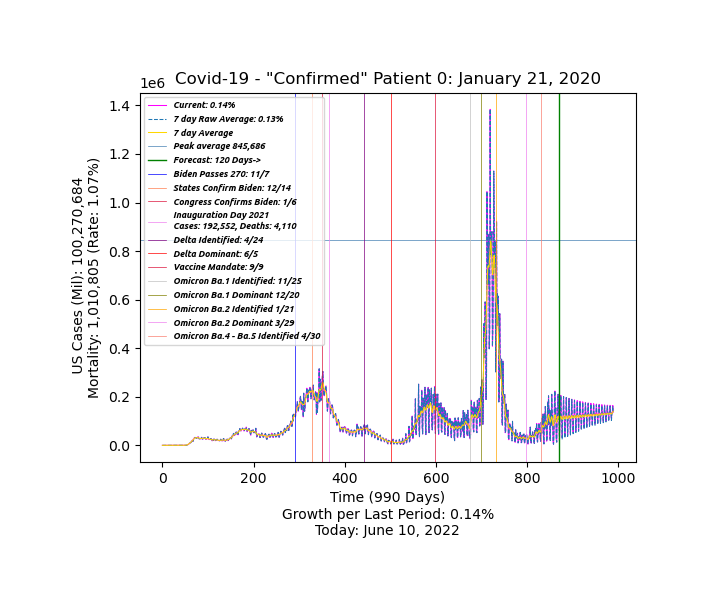 Covid-19 - "Confirmed" Patient 0: January 21, 2020
1e6
1.4
1.2
1.0
0.8
0.6
0.4
0.2
0.0
US Cases (Mil): 100,270,684
Mortality: 1,010,805 (Rate: 1.07%)
Current: 0.14%
7 day Raw Average: 0.13%
7 day Average
Peak average 845,686
Forecast: 120 Days->
Biden Passes 270: 11/7
States Confirm Biden: 12/14
Congress Confirms Biden: 1/6
Inauguration Day 2021
Cases: 192,552, Deaths: 4,110
Delta Identified: 4/24
Delta Dominant: 6/5
Vaccine Mandate: 9/9
Omicron Ba.1 Identified: 11/25
Omicron Ba.1 Dominant 12/20
Omicron Ba.2 Identified 1/21
Omicron Ba.2 Dominant 3/29
Omicron Ba.4 - Ba.5 Identified 4/30
0 200 400 600 800 1000
Time (990 Days)
Growth per Last Period: 0.14%
Today: June 10, 2022